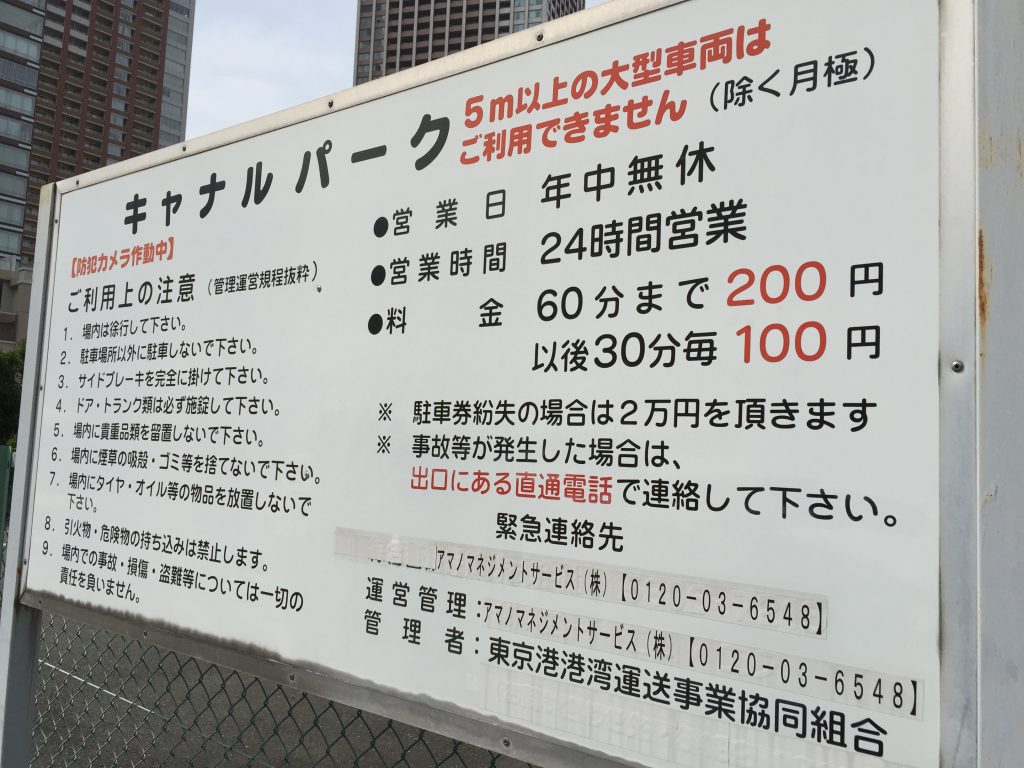 キャナルパーク
5m以上の大型車両は
ご利用できません
(除く月極)
【防犯カメラ作動中】
ご利用上の注意(管理運営規程抜粋)
1. 場内は徐行して下さい。
2. 駐車場所以外に駐車しないで下さい。
3. サイドブレーキを完全に掛けて下さい。
4. ドア・トランク類は必ず施錠して下さい。
5. 場内に貴重品類を留置しないで下さい。
6. 場内に煙草の吸殻・ゴミ等を捨てないで下さい。
7. 場内にタイヤ・オイル等の物品を放置しないで
下さい。
8. 引火物・危険物の持ち込みは禁止します。
9. 場内での事故・損傷・盗難等については一切の
責任を負いません。
●営業日 年中無休
●営業時間 24時間営業
●料金 60分まで200円
以後30分毎100円
※ 駐車券紛失の場合は2万円を頂きます
※ 事故等が発生した場合は、
出口にある直通電話で連絡して下さい。
緊急連絡先
アマノマネジメントサービス(株)【0120-03-6548】
運営管理:アマノマネジメントサービス(株)【0120-03-6548】
管理者:東京港港湾運送事業協同組合